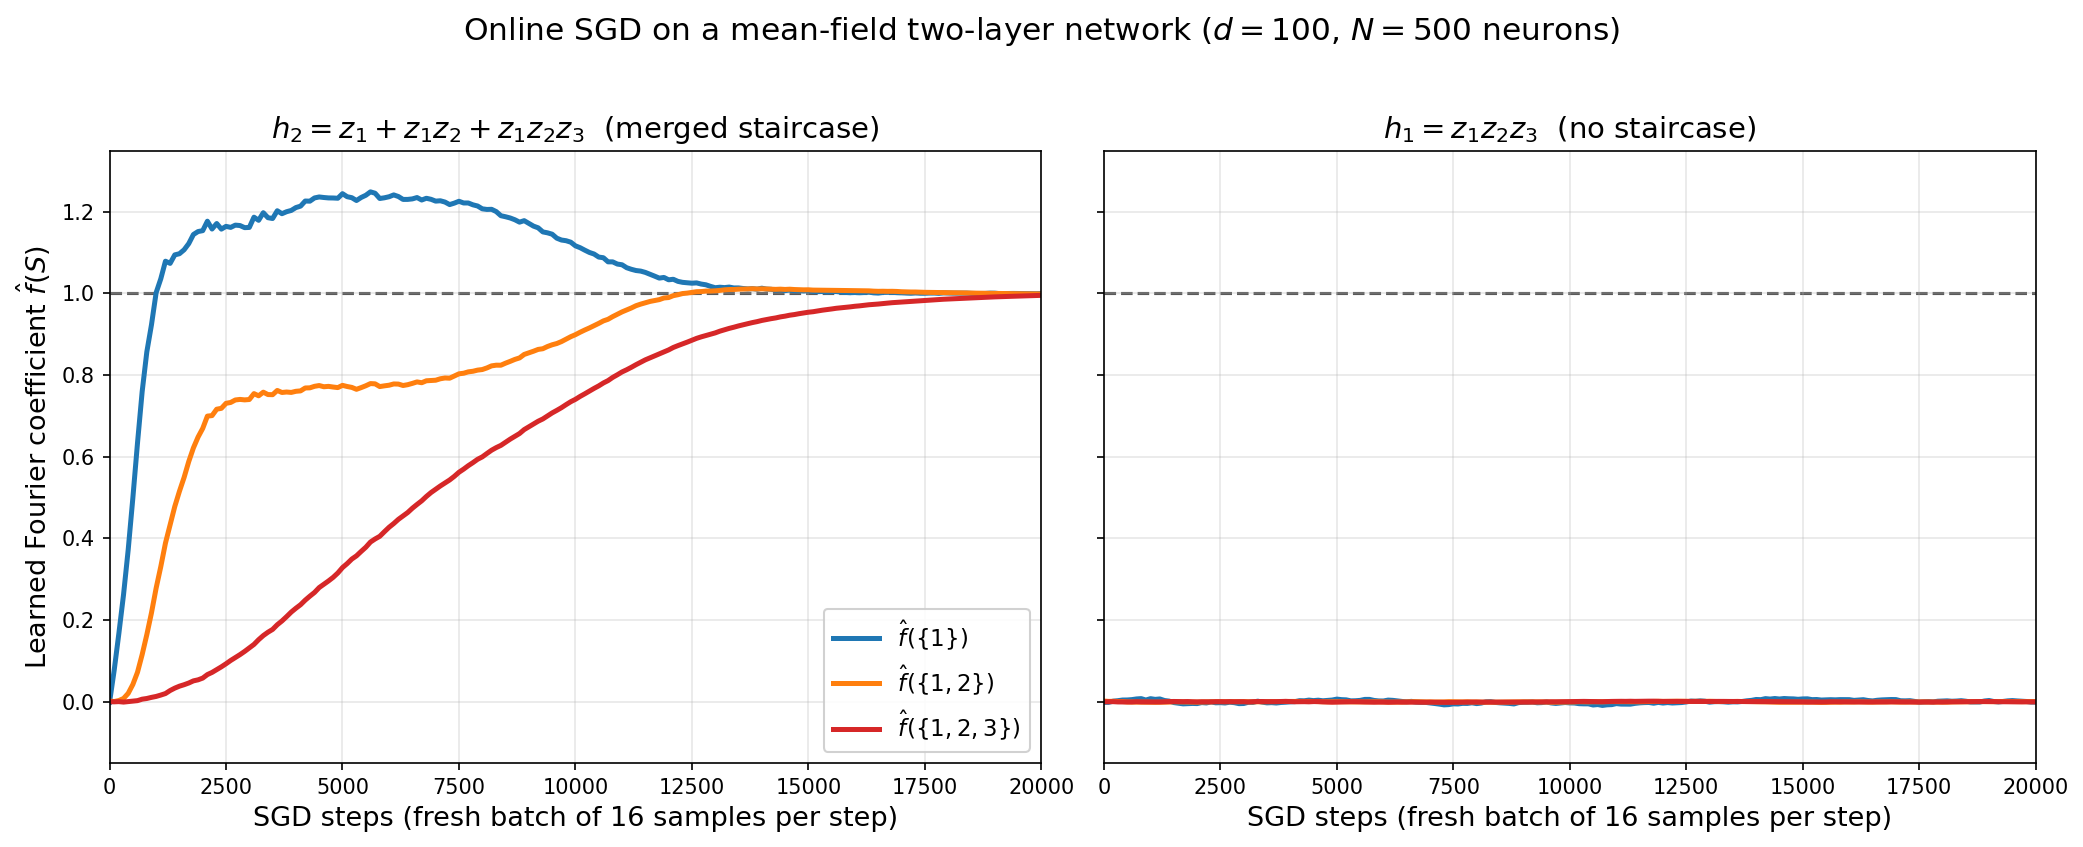 Online SGD on a mean-field two-layer network (d = 100, N = 500 neurons)
h₂ = z₁ + z₁z₂ + z₁z₂z₃ (merged staircase)
Learned Fourier coefficient f̂(S)
1.2
1.0
0.8
0.6
0.4
0.2
0.0
f̂({1})
f̂({1, 2})
f̂({1, 2, 3})
0 2500 5000 7500 10000 12500 15000 17500 20000
SGD steps (fresh batch of 16 samples per step)
h₁ = z₁z₂z₃ (no staircase)
0 2500 5000 7500 10000 12500 15000 17500 20000
SGD steps (fresh batch of 16 samples per step)